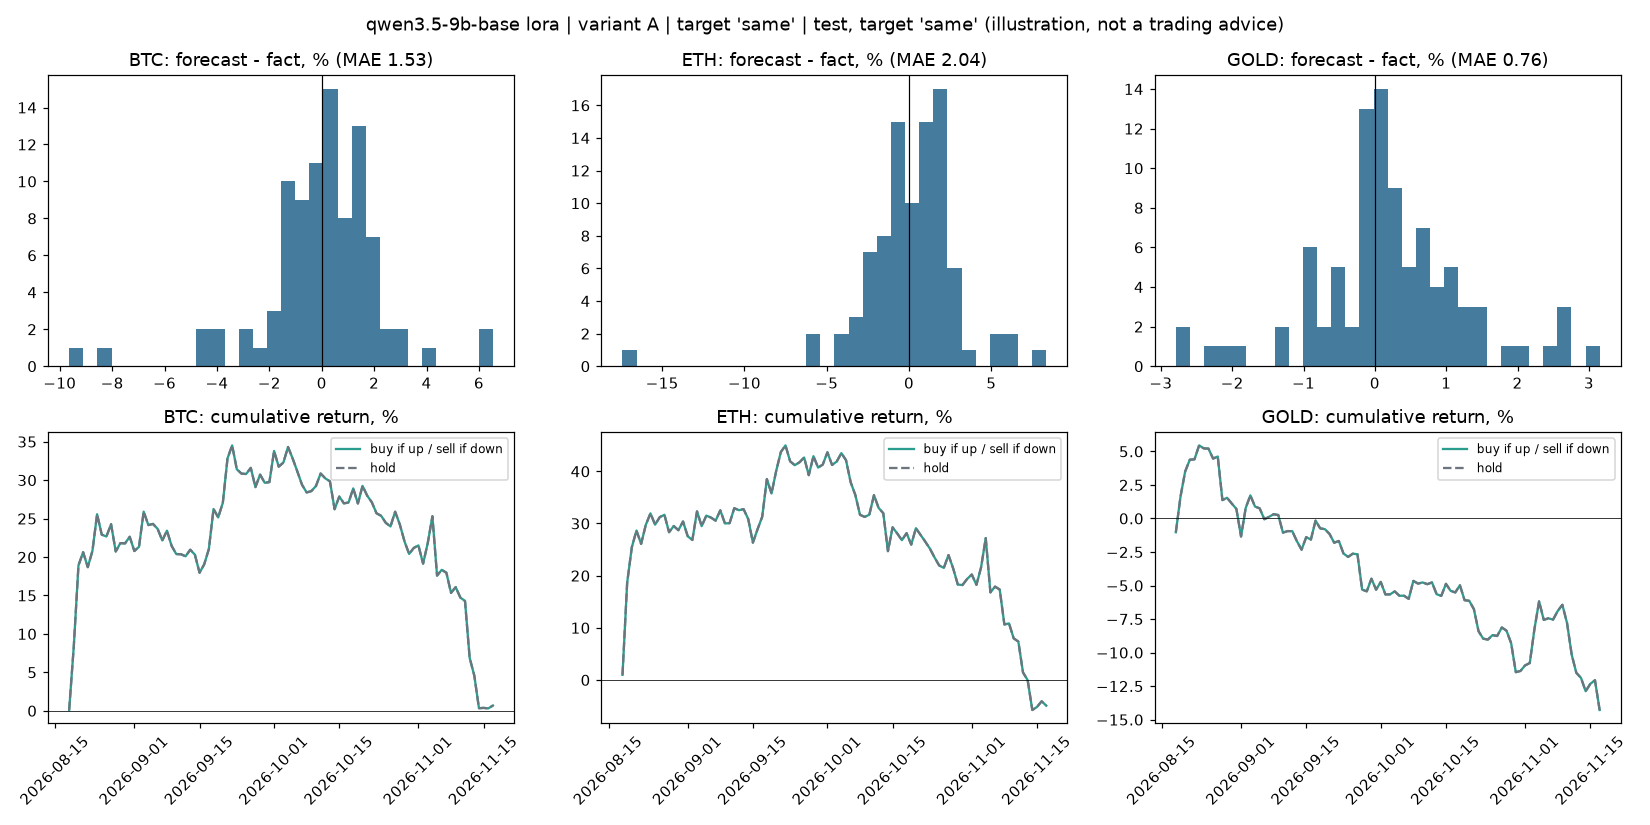 qwen3.5-9b-base lora | variant A | target 'same' | test, target 'same' (illustration, not a trading advice)
BTC: forecast - fact, % (MAE 1.53)
14
12
10
8
6
4
2
0
−10 −8 −6 −4 −2 0 2 4 6
ETH: forecast - fact, % (MAE 2.04)
16
14
12
10
8
6
4
2
0
−15 −10 −5 0 5
GOLD: forecast - fact, % (MAE 0.76)
14
12
10
8
6
4
2
0
−3 −2 −1 0 1 2 3
BTC: cumulative return, %
buy if up / sell if down
hold
35
30
25
20
15
10
5
0
2026-08-15 2026-09-01 2026-09-15 2026-10-01 2026-10-15 2026-11-01 2026-11-15
ETH: cumulative return, %
buy if up / sell if down
hold
40
30
20
10
0
2026-08-15 2026-09-01 2026-09-15 2026-10-01 2026-10-15 2026-11-01 2026-11-15
GOLD: cumulative return, %
buy if up / sell if down
hold
5.0
2.5
0.0
−2.5
−5.0
−7.5
−10.0
−12.5
−15.0
2026-08-15 2026-09-01 2026-09-15 2026-10-01 2026-10-15 2026-11-01 2026-11-15